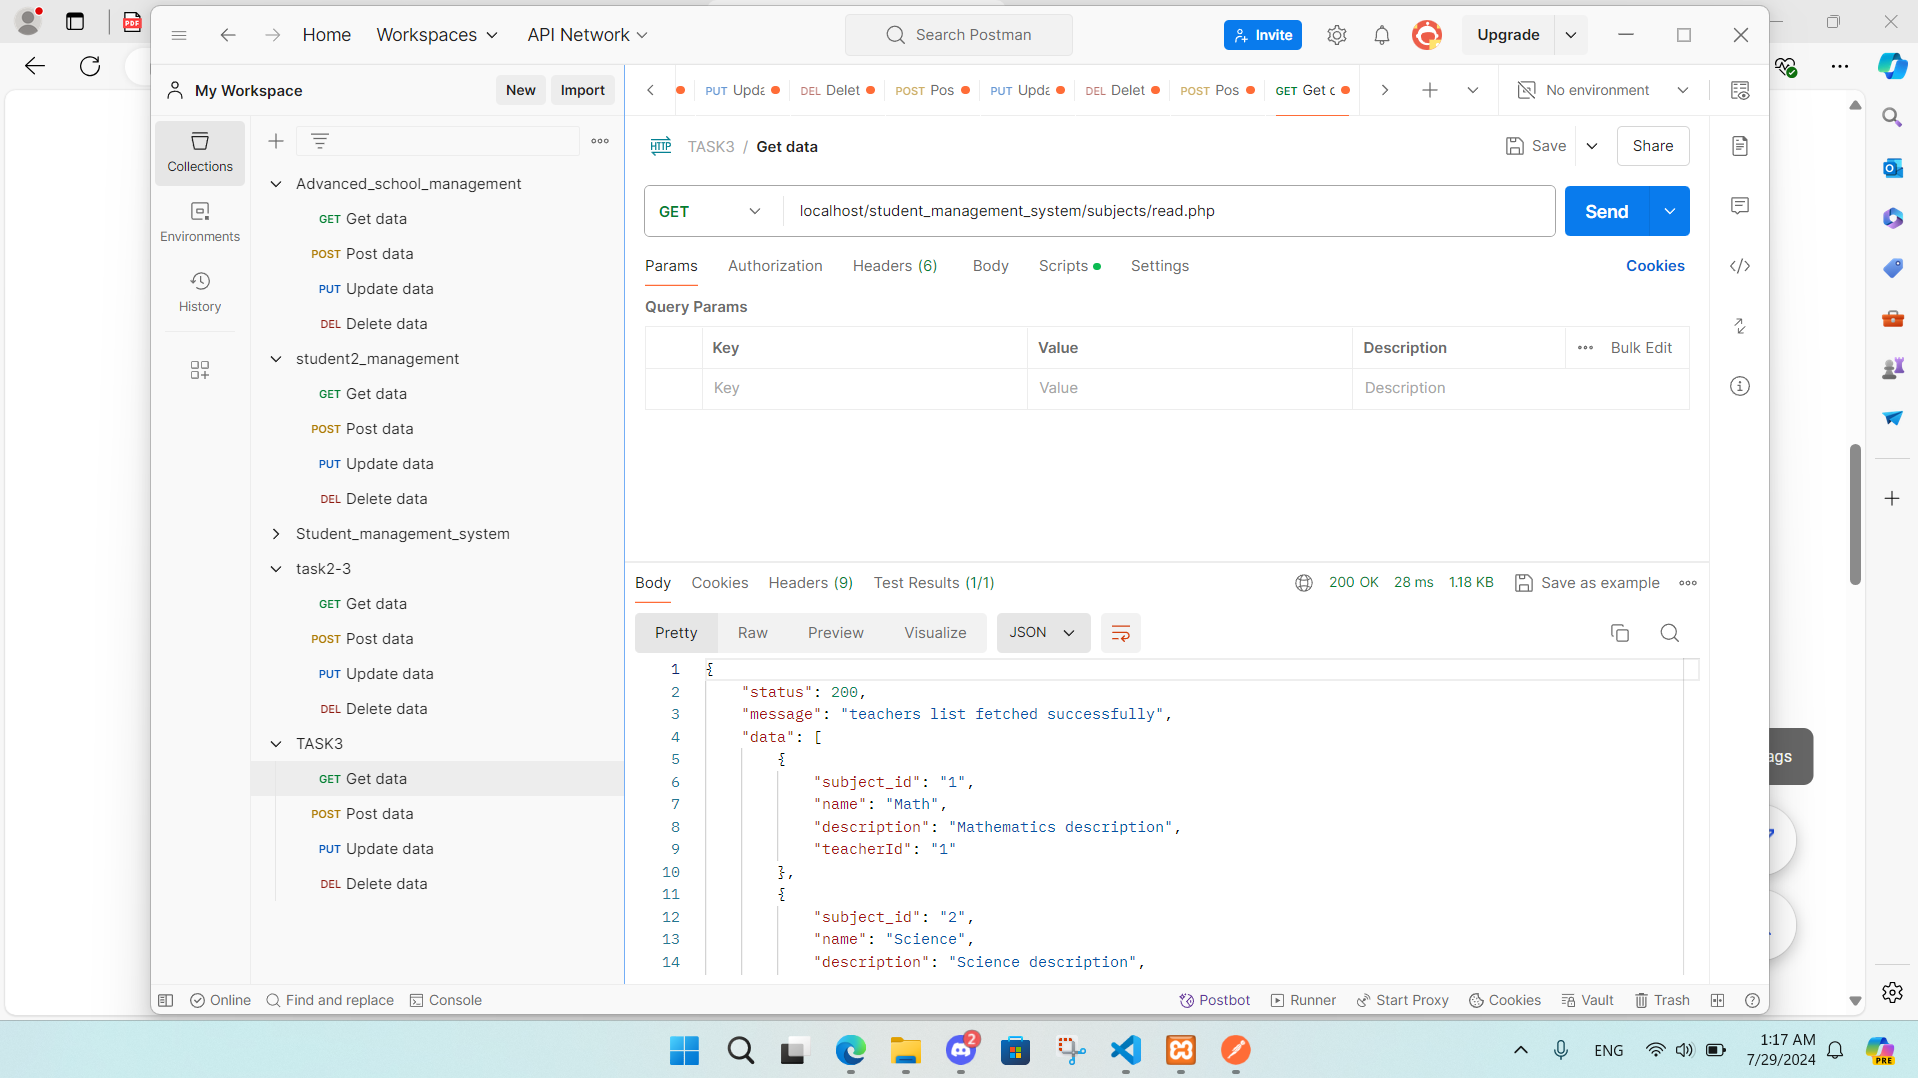 Home
Workspaces
API Network
Search Postman
Invite
Upgrade
My Workspace
New
Import
PUT Upda
DEL Delet
POST Pos
PUT Upda
DEL Delet
POST Pos
GET Get
No environment
Collections
Environments
History
Advanced_school_management
GET Get data
POST Post data
PUT Update data
DEL Delete data
student2_management
GET Get data
POST Post data
PUT Update data
DEL Delete data
Student_management_system
task2-3
GET Get data
POST Post data
PUT Update data
DEL Delete data
TASK3
GET Get data
POST Post data
PUT Update data
DEL Delete data
HTTP
TASK3 / Get data
Save
Share
GET
localhost/student_management_system/subjects/read.php
Send
Params
Authorization
Headers (6)
Body
Scripts
Settings
Cookies
Query Params
Key
Value
Description
Bulk Edit
Key
Value
Description
Body
Cookies
Headers (9)
Test Results (1/1)
200 OK
28 ms
1.18 KB
Save as example
Pretty
Raw
Preview
Visualize
JSON
1 {
2 "status": 200,
3 "message": "teachers list fetched successfully",
4 "data": [
5 {
6 "subject_id": "1",
7 "name": "Math",
8 "description": "Mathematics description",
9 "teacherId": "1"
10 },
11 {
12 "subject_id": "2",
13 "name": "Science",
14 "description": "Science description",
ags
Online
Find and replace
Console
Postbot
Runner
Start Proxy
Cookies
Vault
Trash
2
ENG
1:17 AM
7/29/2024
PRE
PDF